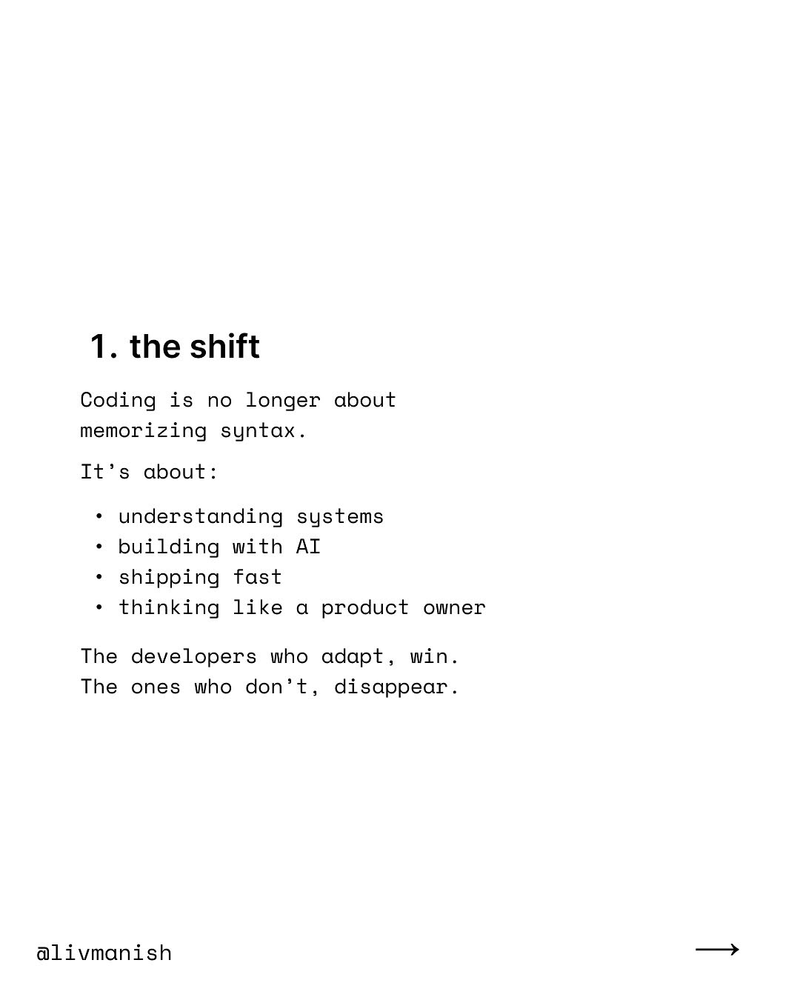 1. the shift
Coding is no longer about
memorizing syntax.
It’s about:
• understanding systems
• building with AI
• shipping fast
• thinking like a product owner
The developers who adapt, win.
The ones who don’t, disappear.
@livmanish